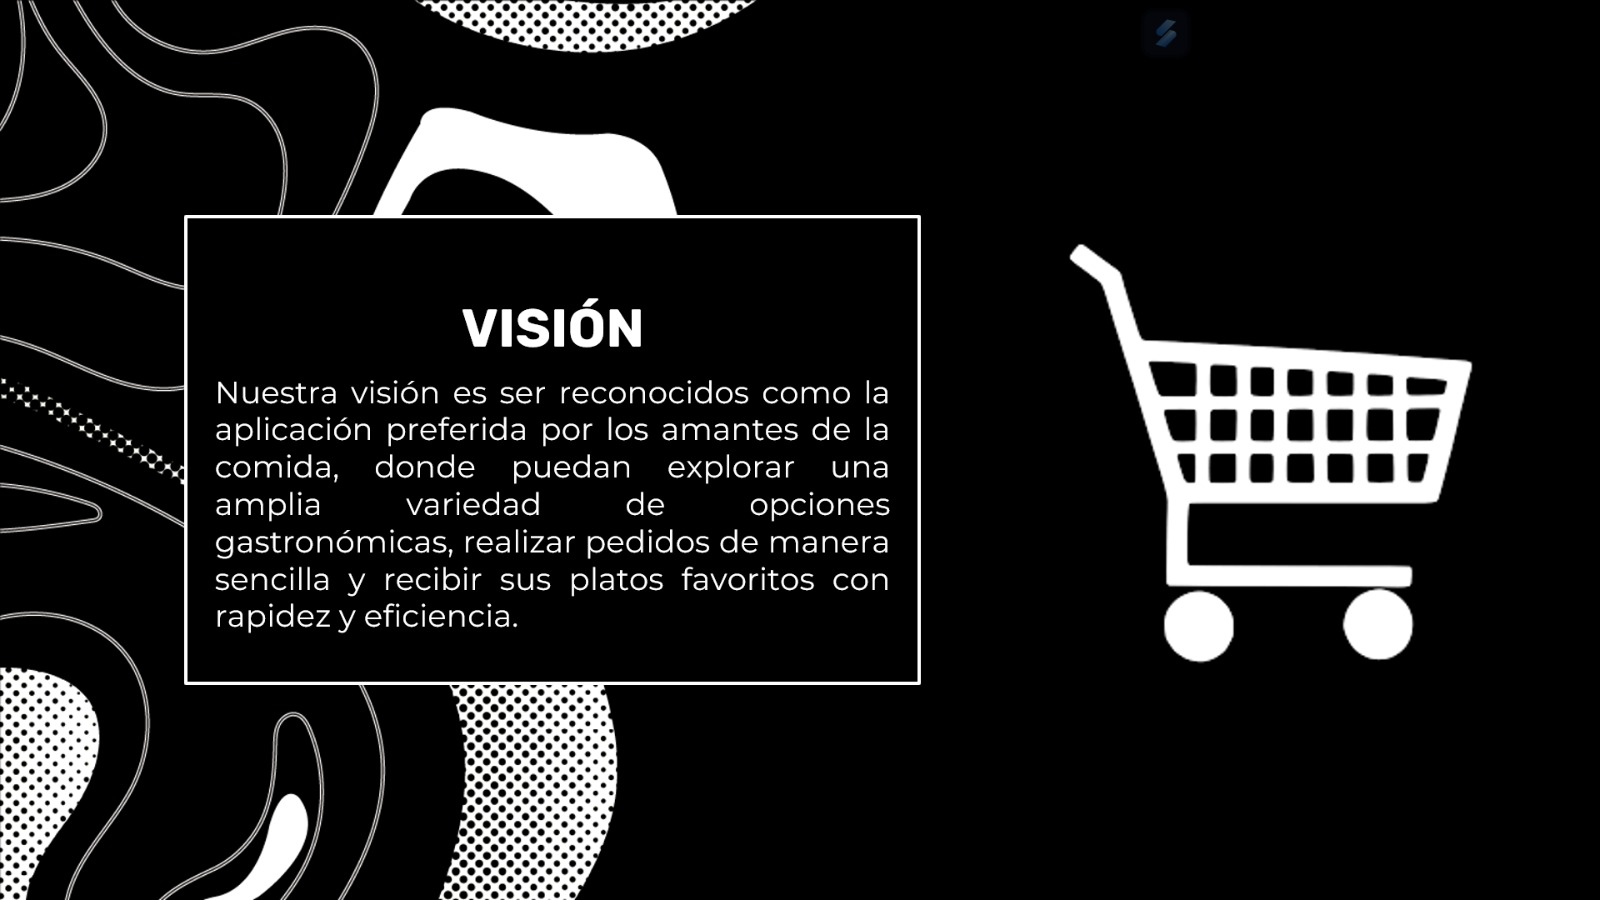 VISIÓN
Nuestra visión es ser reconocidos como la
aplicación preferida por los amantes de la
comida, donde puedan explorar una
amplia variedad de opciones
gastronómicas, realizar pedidos de manera
sencilla y recibir sus platos favoritos con
rapidez y eficiencia.